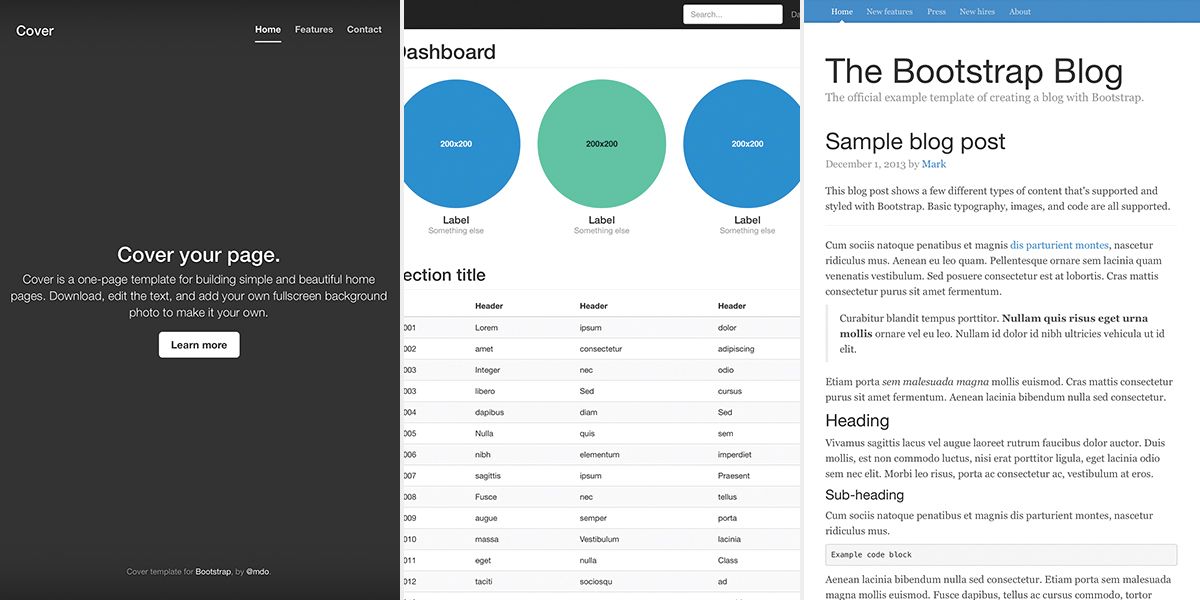 Cover
Home Features Contact
Cover your page.
Cover is a one-page template for building simple and beautiful home
pages. Download, edit the text, and add your own fullscreen background
photo to make it your own.
Learn more
Cover template for Bootstrap, by @mdo.
Search...
Da
Dashboard
200x200 200x200 200x200
Label Label Label
Something else Something else Something else
ection title
Header Header Header
001 Lorem ipsum dolor
002 amet consectetur adipiscing
003 Integer nec odio
003 libero Sed cursus
004 dapibus diam Sed
005 Nulla quis sem
006 nibh elementum imperdiet
007 sagittis ipsum Praesent
008 Fusce nec tellus
009 augue semper porta
010 massa Vestibulum lacinia
011 eget nulla Class
012 taciti sociosqu ad
Home New features Press New hires About
The Bootstrap Blog
The official example template of creating a blog with Bootstrap.
Sample blog post
December 1, 2013 by Mark
This blog post shows a few different types of content that's supported and
styled with Bootstrap. Basic typography, images, and code are all supported.
Cum sociis natoque penatibus et magnis dis parturient montes, nascetur
ridiculus mus. Aenean eu leo quam. Pellentesque ornare sem lacinia quam
venenatis vestibulum. Sed posuere consectetur est at lobortis. Cras mattis
consectetur purus sit amet fermentum.
Curabitur blandit tempus porttitor. Nullam quis risus eget urna
mollis ornare vel eu leo. Nullam id dolor id nibh ultricies vehicula ut id
elit.
Etiam porta sem malesuada magna mollis euismod. Cras mattis consectetur
purus sit amet fermentum. Aenean lacinia bibendum nulla sed consectetur.
Heading
Vivamus sagittis lacus vel augue laoreet rutrum faucibus dolor auctor. Duis
mollis, est non commodo luctus, nisi erat porttitor ligula, eget lacinia odio
sem nec elit. Morbi leo risus, porta ac consectetur ac, vestibulum at eros.
Sub-heading
Cum sociis natoque penatibus et magnis dis parturient montes, nascetur
ridiculus mus.
Example code block
Aenean lacinia bibendum nulla sed consectetur. Etiam porta sem malesuada
magna mollis euismod. Fusce dapibus, tellus ac cursus commodo, tortor